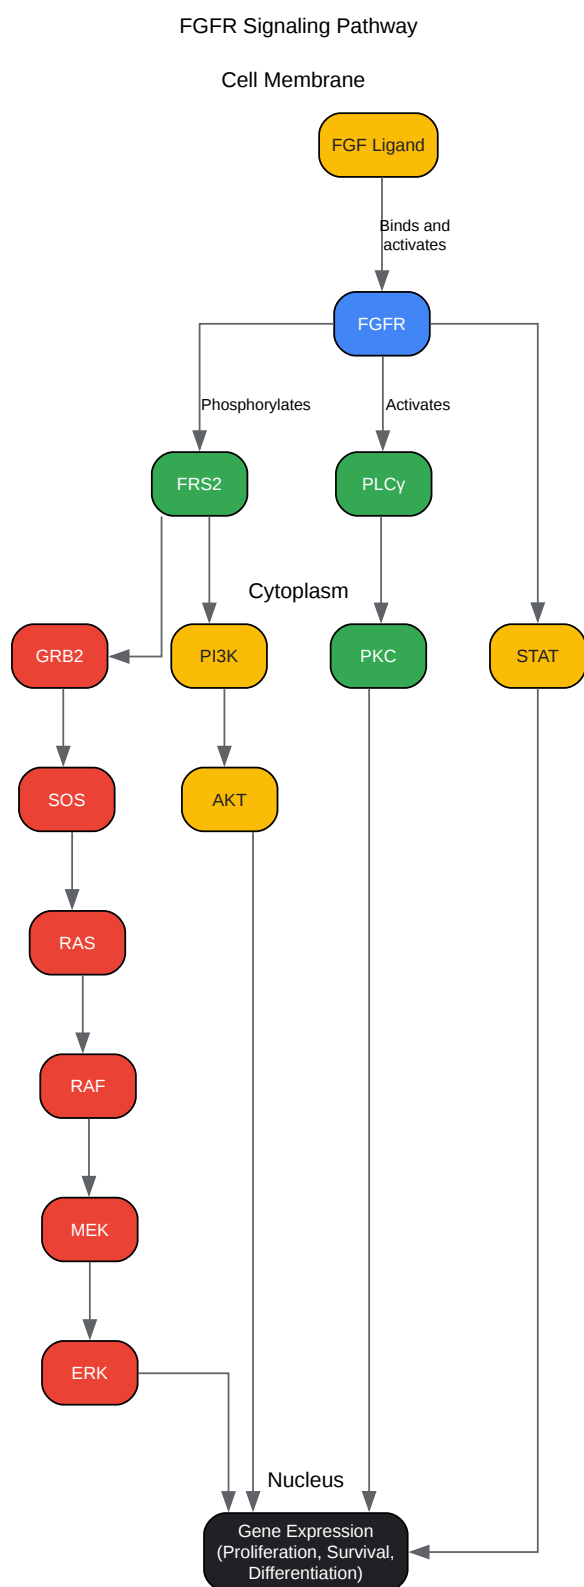 FGFR Signaling Pathway
Cell Membrane
FGF Ligand
Binds and
activates
FGFR
Phosphorylates
Activates
FRS2
PLCγ
Cytoplasm
GRB2
PI3K
PKC
STAT
SOS
AKT
RAS
RAF
MEK
ERK
Nucleus
Gene Expression
(Proliferation, Survival,
Differentiation)